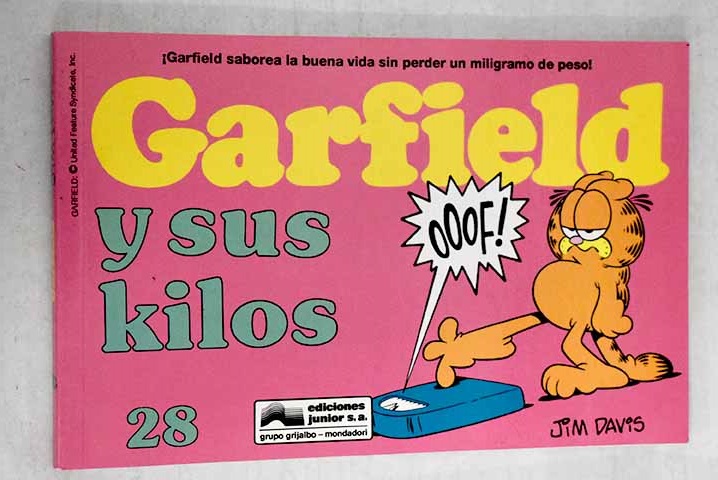 ¡Garfield saborea la buena vida sin perder un miligramo de peso!
GARFIELD: © United Feature Syndicate, Inc.
Garfield
y sus
kilos
OOOF!
28
ediciones
junior s.a.
grupo grijalbo – mondadori
JIM DAVIS